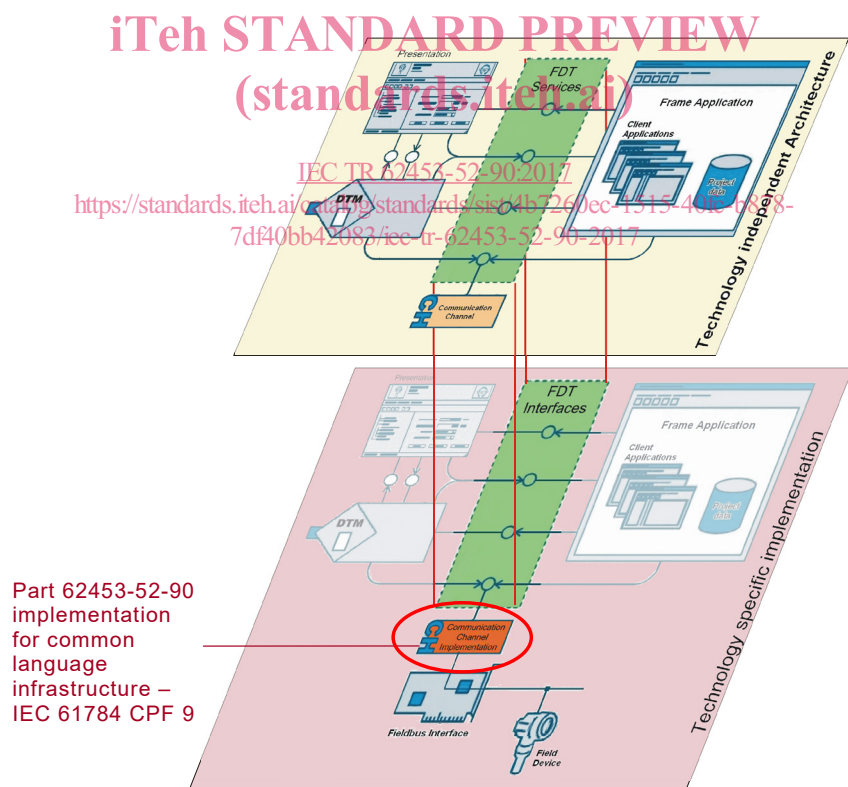 iTeh STANDARD PREVIEW
(standards.iteh.ai)
Presentation
FDT
Services
Frame Application
Client
Applications
Project
data
IEC TR 62453-52-90:2017
https://standards.iteh.ai/catalog/standards/sist/4b7260ec-1515-40fc-b878-
7df40bb42083/iec-tr-62453-52-90-2017
DTM
CH
Communication
Channel
Technology independent Architecture
Presentation
FDT
Interfaces
Frame Application
Client
Applications
Project
data
DTM
Part 62453-52-90
implementation
for common
language
infrastructure –
IEC 61784 CPF 9
CH
Communication
Channel
Implementation
Fieldbus Interface
Field
Device
Technology specific implementation